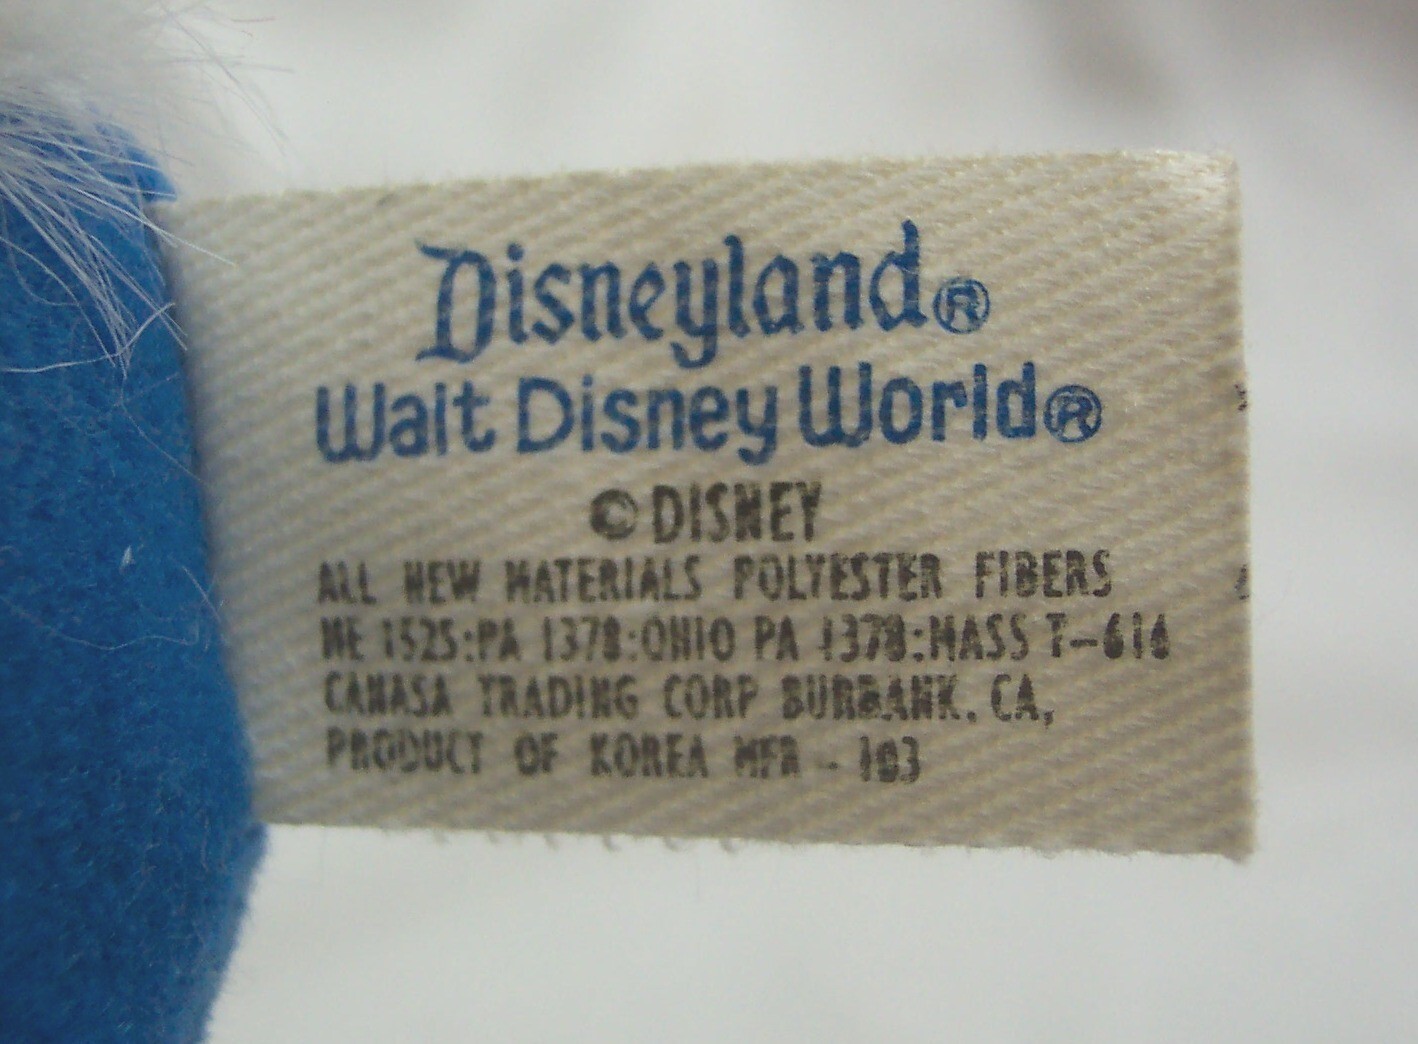 Disneyland®
Walt Disney World®
© DISNEY
ALL NEW MATERIALS POLYESTER FIBERS
ME 1525:PA 1378:OHIO PA 1378:MASS T-616
CANASA TRADING CORP BURBANK, CA,
PRODUCT OF KOREA MFR - 103